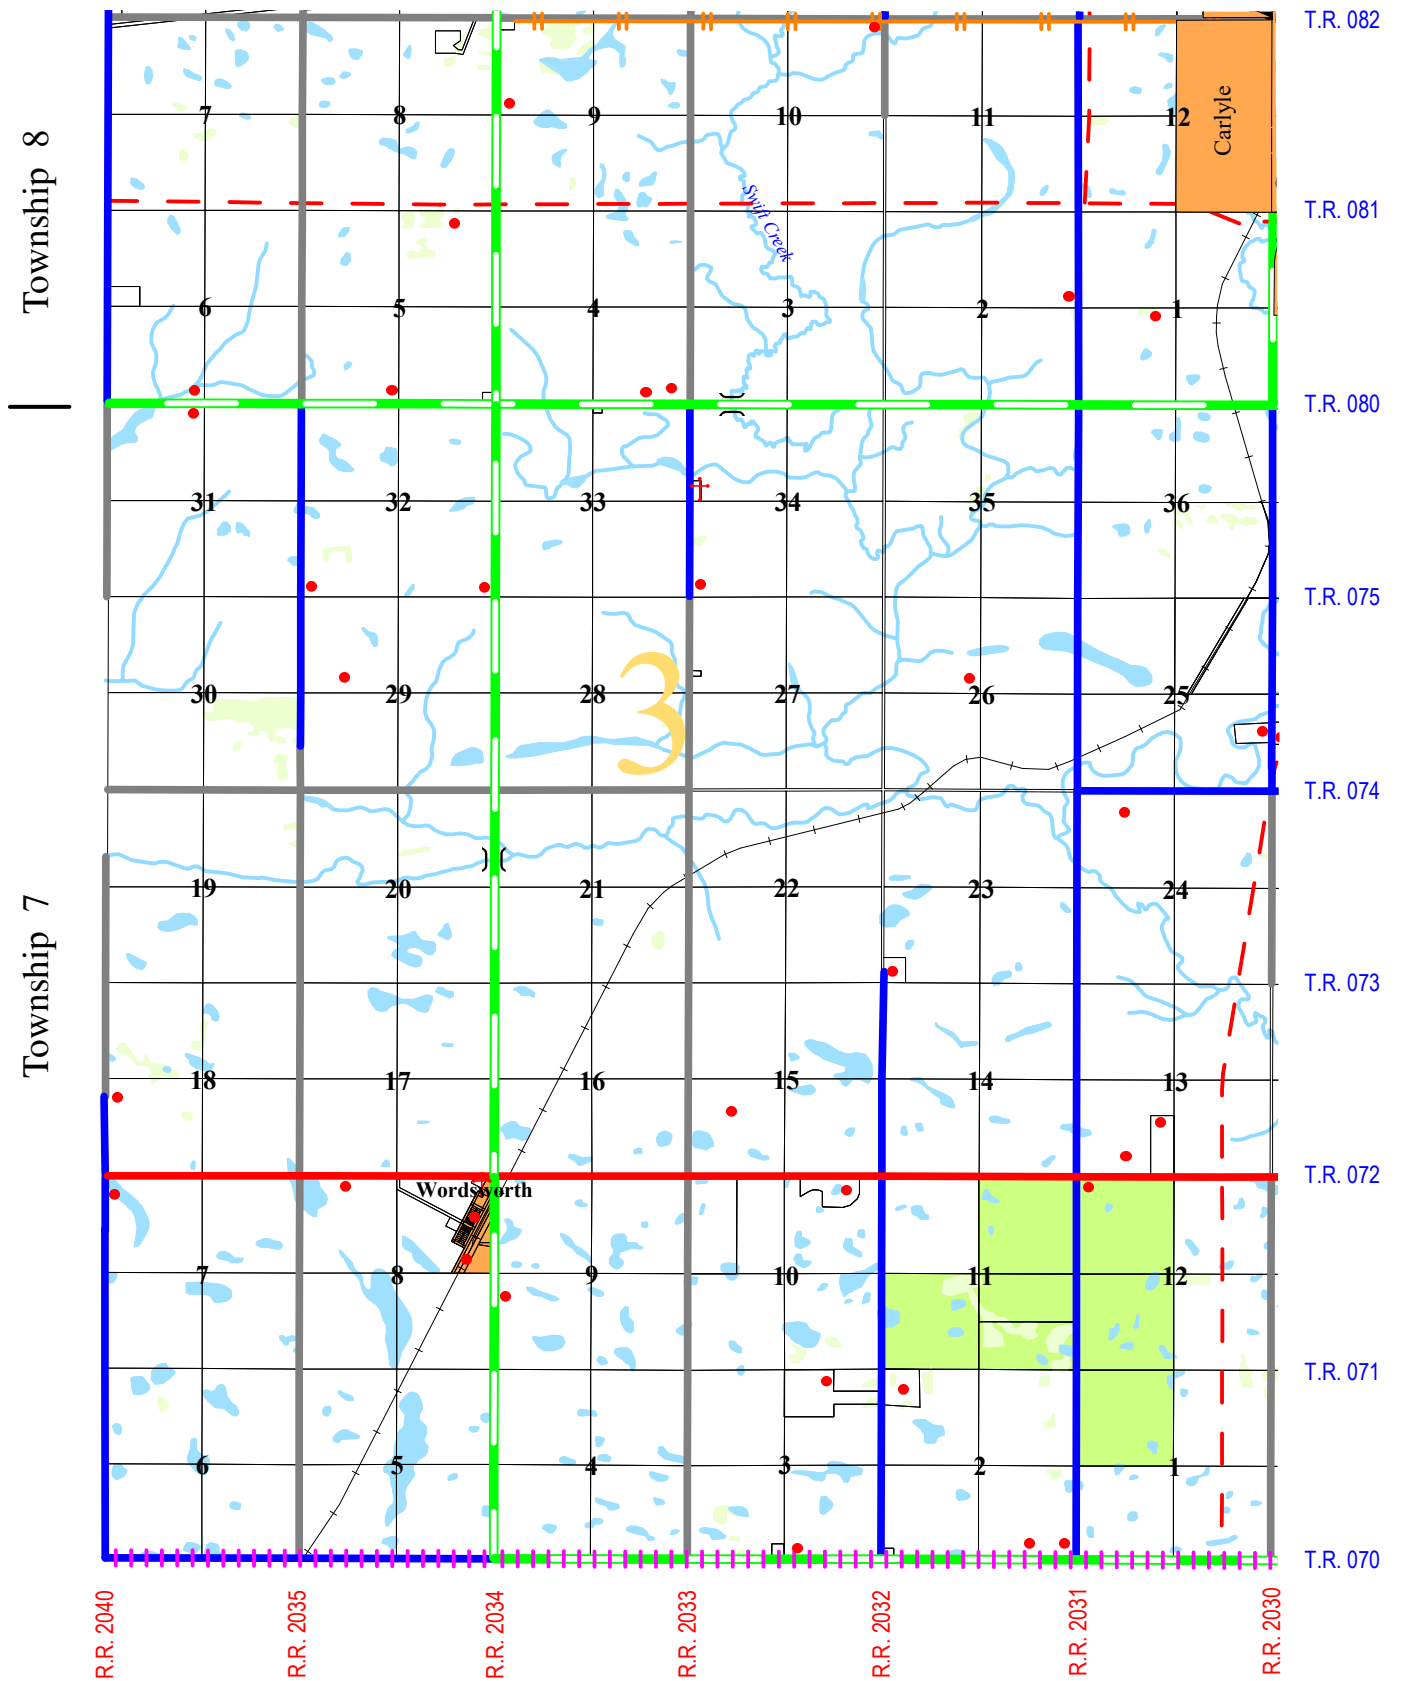 T.R. 082
7 8 9 10 11 12
Carlyle
Township 8
Swift Creek
T.R. 081
6 5 4 3 2 1
T.R. 080
31 32 33 34 35 36
T.R. 075
3
30 29 28 27 26 25
T.R. 074
19 20 21 22 23 24
Township 7
T.R. 073
18 17 16 15 14 13
T.R. 072
Wordsworth
7 8 9 10 11 12
T.R. 071
6 5 4 3 2 1
T.R. 070
R.R. 2040
R.R. 2035
R.R. 2034
R.R. 2033
R.R. 2032
R.R. 2031
R.R. 2030